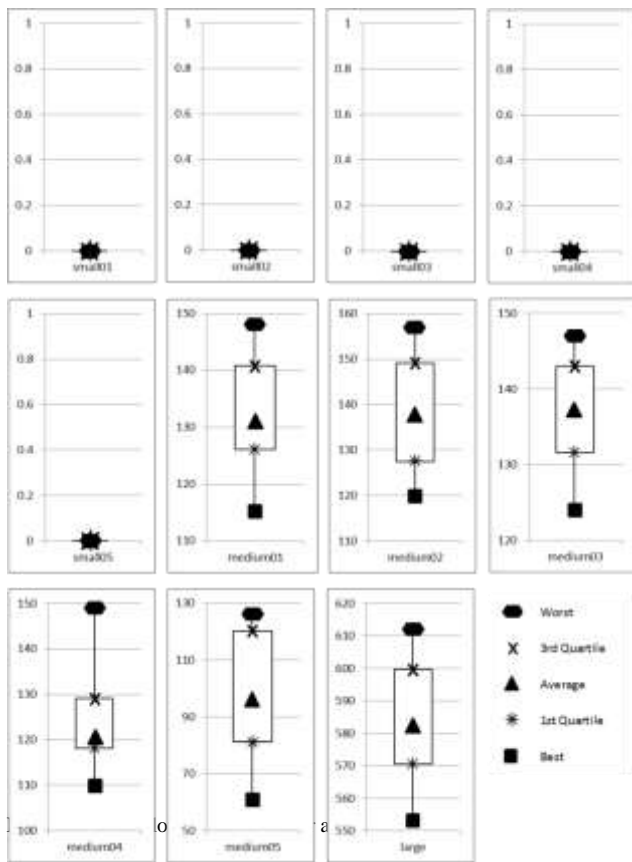 1 1 1 1
0.8 0.8 0.8 0.8
0.6 0.6 0.6 0.6
0.4 0.4 0.4 0.4
0.2 0.2 0.2 0.2
0 0 0 0
small01 small02 small03 small04
1 150 160 150
0.8 140 150 140
0.6 130 140 130
0.4 120 130 120
0.2 110 120
0 110
small05 medium01 medium02 medium03
150 130 620 Worst
140 110 610 3rd Quartile
130 90 600 Average
120 70 590 1st Quartile
110 50 580 Best
100 570
560
550
medium04 medium05 large